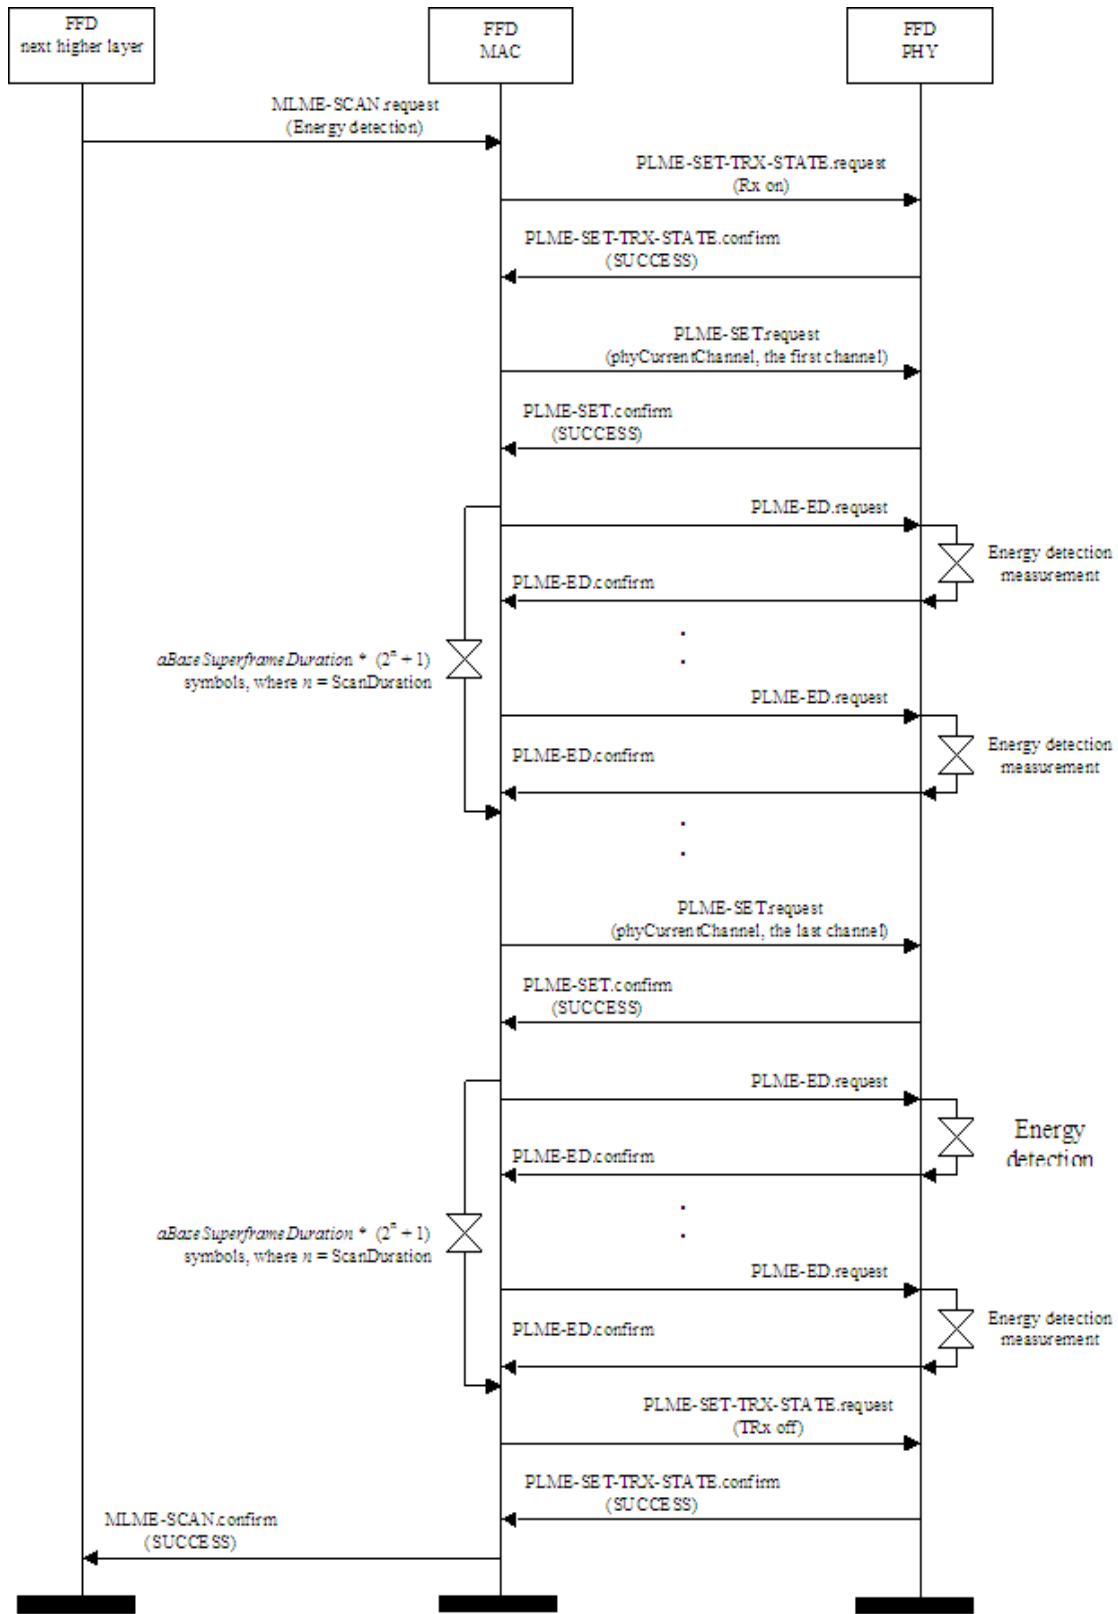 FFD
next higher layer
FFD
MAC
FFD
PHY
MLME-SCAN.request
(Energy detection)
PLME-SET-TRX-STATE.request
(Rx on)
PLME-SET-TRX-STATE.confirm
(SUCCESS)
PLME-SET.request
(phyCurrentChannel, the first channel)
PLME-SET.confirm
(SUCCESS)
PLME-ED.request
Energy detection
measurement
PLME-ED.confirm
aBaseSuperframeDuration * (2ⁿ + 1)
symbols, where n = ScanDuration
PLME-ED.request
Energy detection
measurement
PLME-ED.confirm
PLME-SET.request
(phyCurrentChannel, the last channel)
PLME-SET.confirm
(SUCCESS)
PLME-ED.request
Energy
detection
PLME-ED.confirm
aBaseSuperframeDuration * (2ⁿ + 1)
symbols, where n = ScanDuration
PLME-ED.request
Energy detection
measurement
PLME-ED.confirm
PLME-SET-TRX-STATE.request
(TRx off)
PLME-SET-TRX-STATE.confirm
(SUCCESS)
MLME-SCAN.confirm
(SUCCESS)